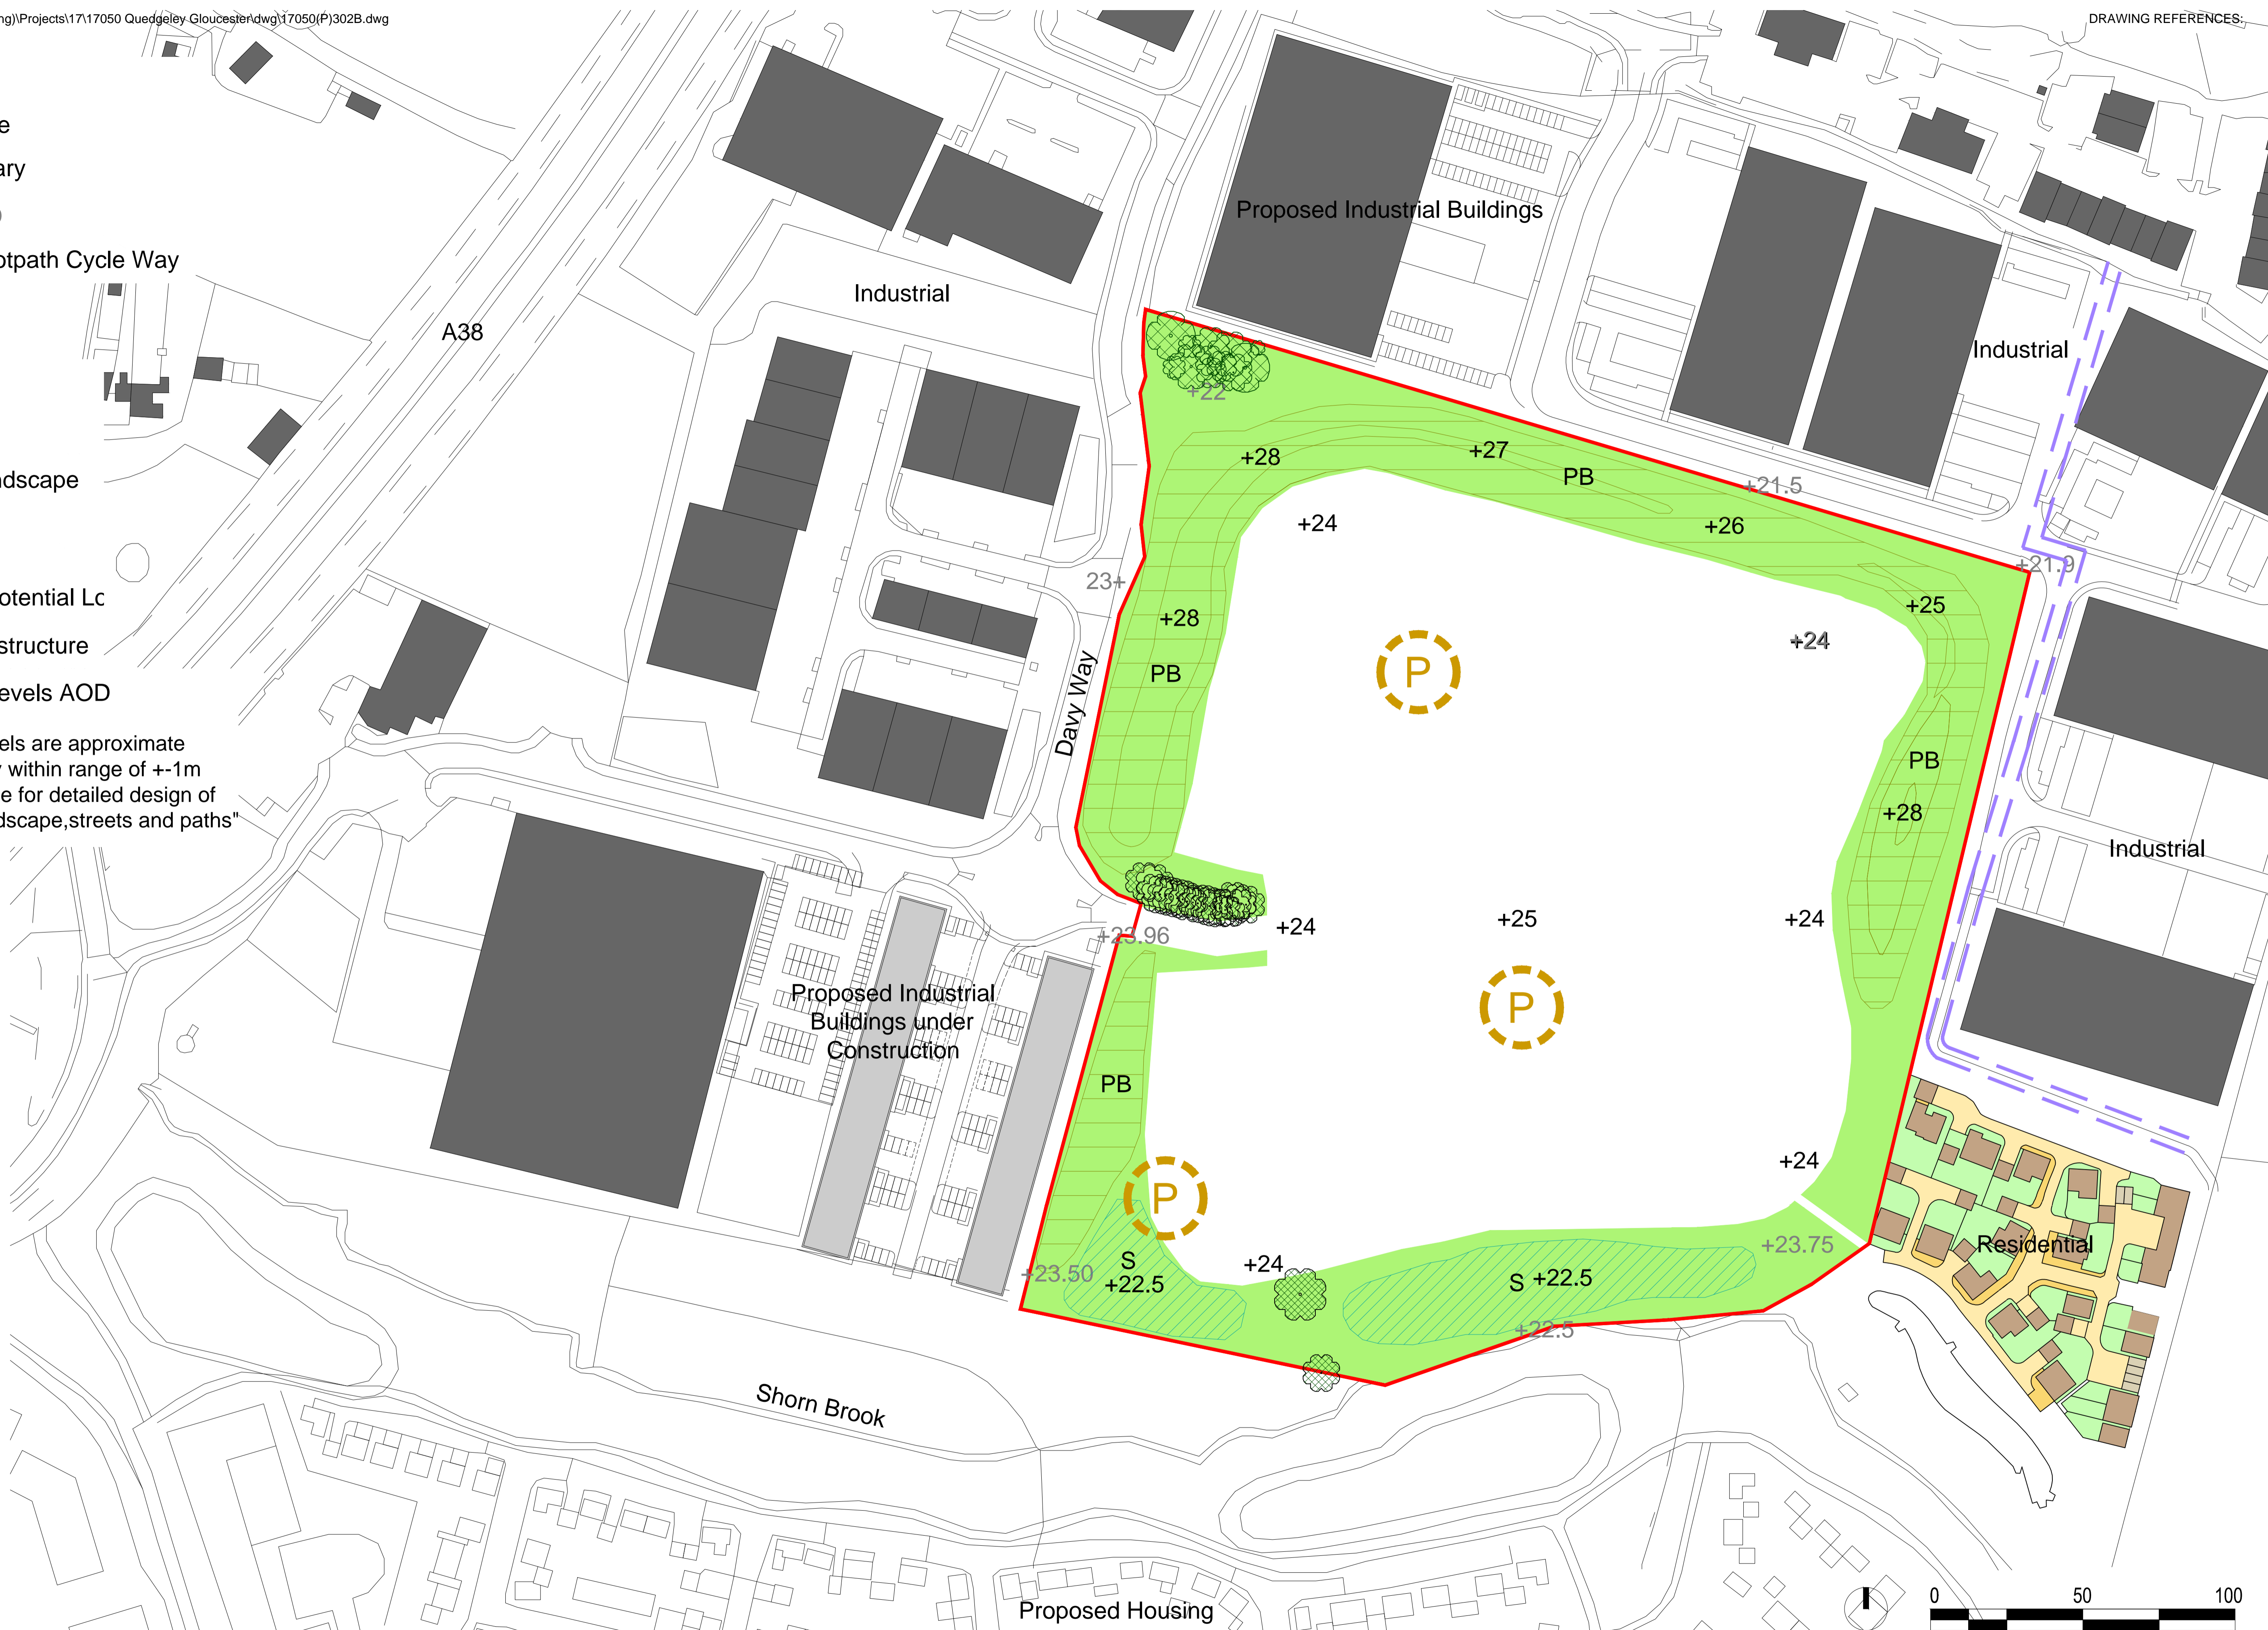 ng)\Projects\17\17050 Quedgeley Gloucester\dwg\17050(P)302B.dwg
DRAWING REFERENCES:
e
ary
otpath Cycle Way
ndscape
otential Lo
structure
evels AOD
els are approximate
y within range of +-1m
e for detailed design of
dscape,streets and paths"
A38
Industrial
Proposed Industrial Buildings
Industrial
+22
+28
+27
PB
+21.5
+24
+26
+21.9
23+
+28
+25
PB
P
+24
Davy Way
PB
+28
Industrial
+23.96
+24
+25
+24
Proposed Industrial
Buildings under
Construction
P
PB
+24
P
+23.50
S
+22.5
+24
S +22.5
+23.75
Residential
+22.5
Shorn Brook
Proposed Housing
0 50 100